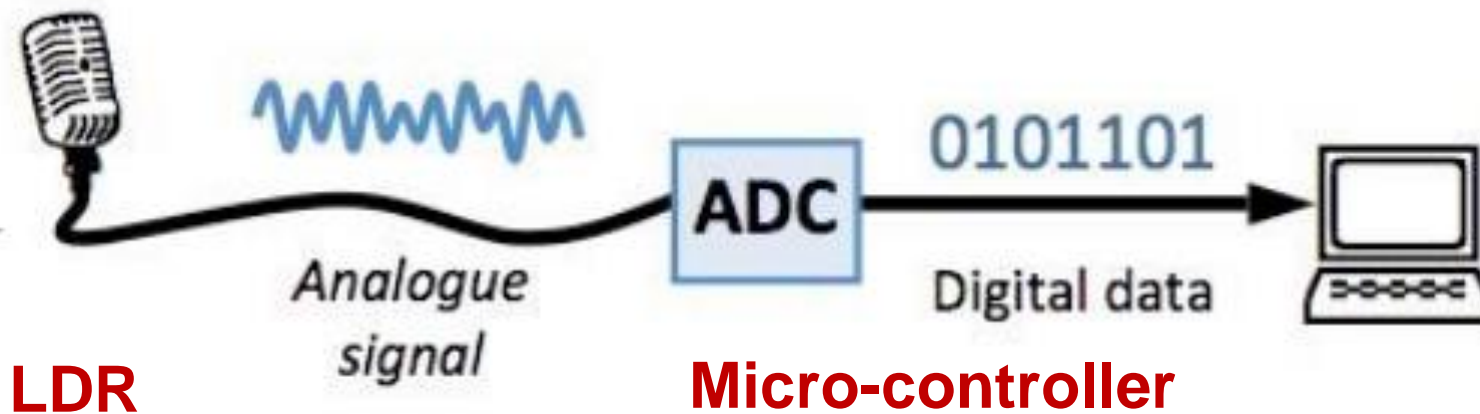 0101101
ADC
Analogue
signal
Digital data
LDR
Micro-controller